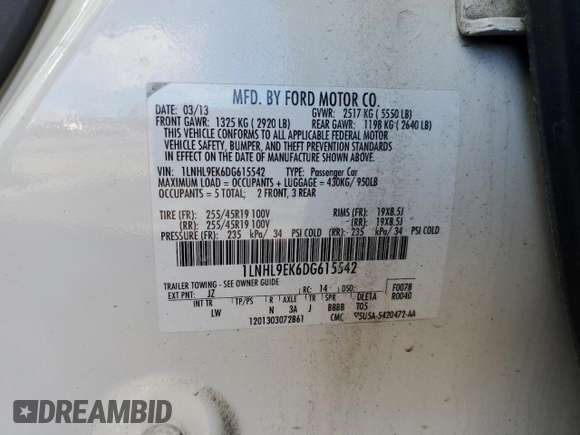 MFD. BY FORD MOTOR CO.
DATE: 03/13 GVWR: 2517 KG ( 5550 LB)
FRONT GAWR: 1325 KG ( 2920 LB) REAR GAWR: 1198 KG ( 2640 LB)
THIS VEHICLE CONFORMS TO ALL APPLICABLE FEDERAL MOTOR
VEHICLE SAFETY, BUMPER, AND THEFT PREVENTION STANDARDS
IN EFFECT ON THE DATE OF MANUFACTURE SHOWN ABOVE.
VIN: 1LNHL9EK6DG615542 TYPE: Passenger Car
MAXIMUM LOAD = OCCUPANTS + LUGGAGE = 430KG/ 950LB
OCCUPANTS = 5 TOTAL; 2 FRONT, 3 REAR
TIRE (FR): 255/45R19 100V RIMS (FR): 19X8.5J
(RR): 255/45R19 100V (RR): 19X8.5J
PRESSURE (FR): 235 kPa/ 34 PSI COLD (RR): 235 kPa/ 34 PSI COLD
1LNHL9EK6DG615542
TRAILER TOWING - SEE OWNER GUIDE
EXT PNT: JZ RC: 14 DSO: F0078
INT TR TP/PS R AXLE TR SPR DEE1A R0040
LW N 3A J BBBB T05
1201303072861 CMC 5U5A-5420472-AA
DREAMBID